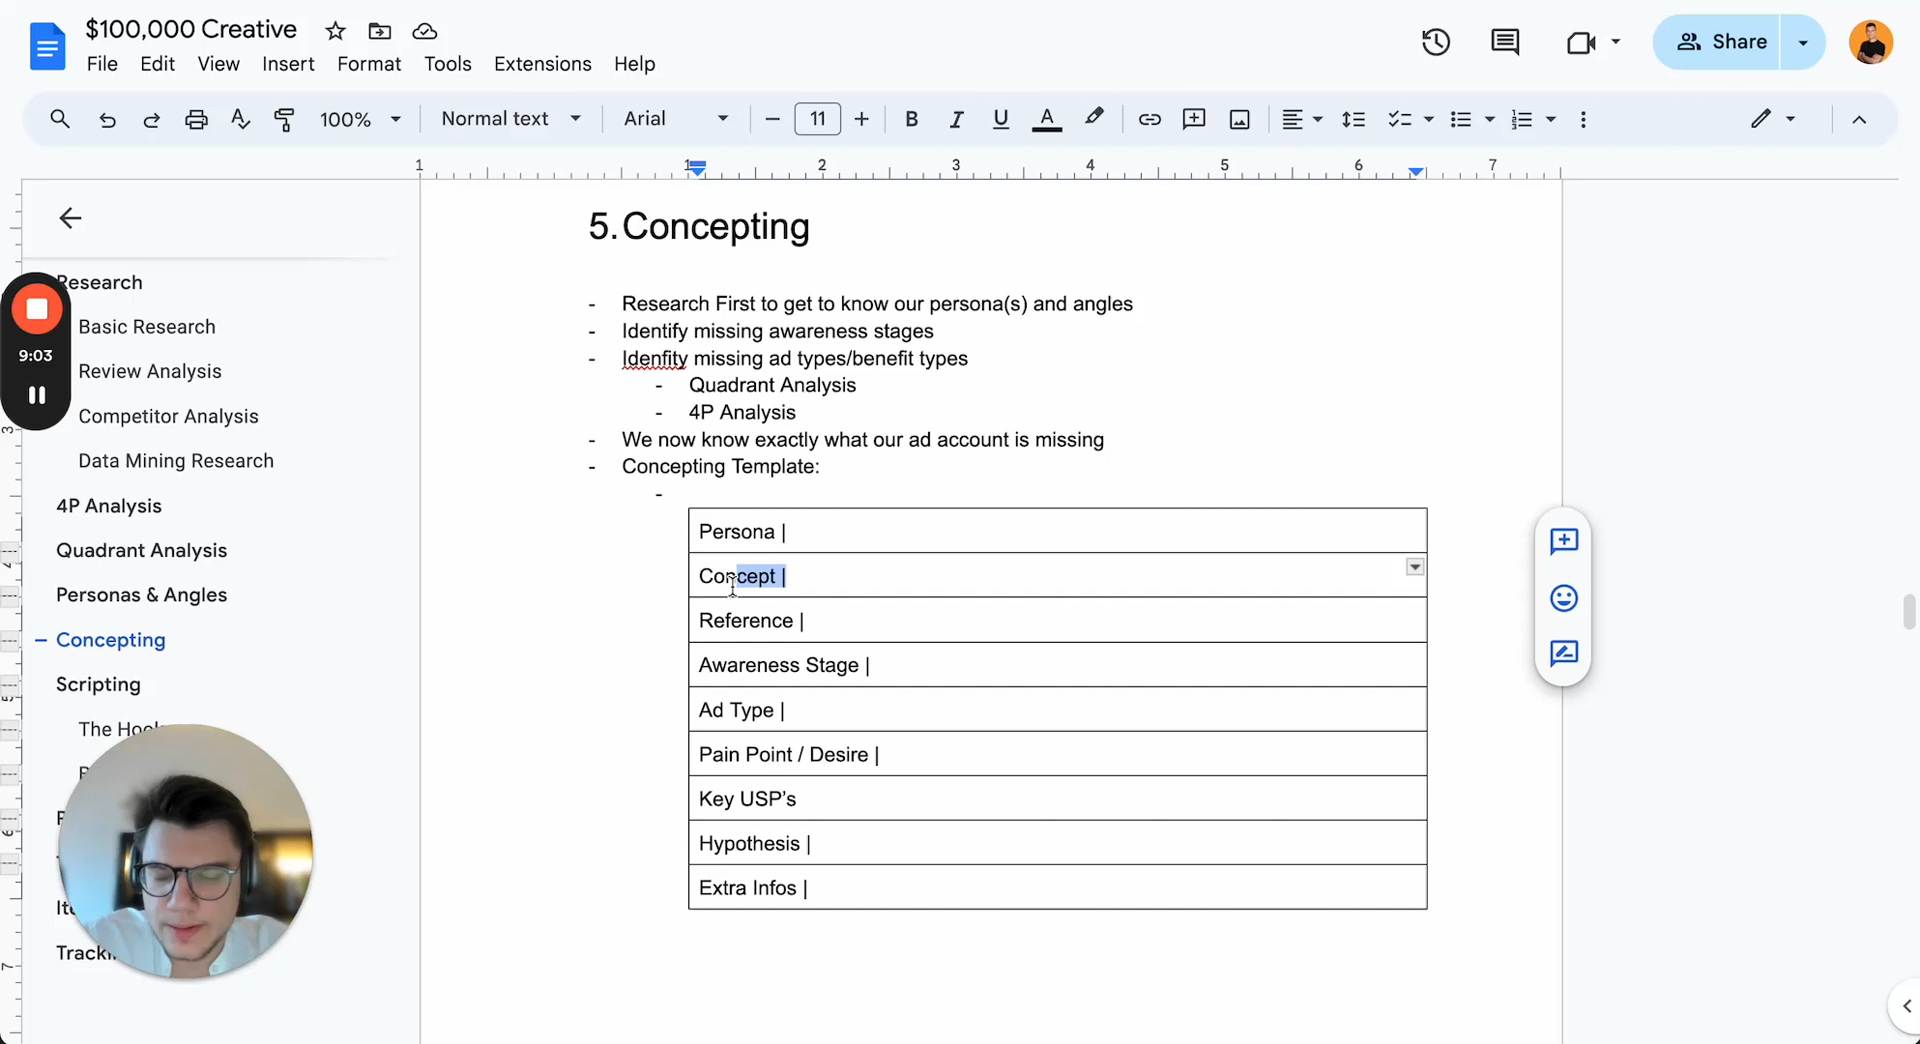 $100,000 Creative
File Edit View Insert Format Tools Extensions Help
Share
100% Normal text Arial 11
1 1 2 3 4 5 6 7
Research
Basic Research
Review Analysis
Competitor Analysis
Data Mining Research
4P Analysis
Quadrant Analysis
Personas & Angles
Concepting
Scripting
The Hook
9:03
5. Concepting
- Research First to get to know our persona(s) and angles
- Identify missing awareness stages
- Idenfity missing ad types/benefit types
- Quadrant Analysis
- 4P Analysis
- We now know exactly what our ad account is missing
- Concepting Template:
-
Persona |
Concept |
Reference |
Awareness Stage |
Ad Type |
Pain Point / Desire |
Key USP’s
Hypothesis |
Extra Infos |